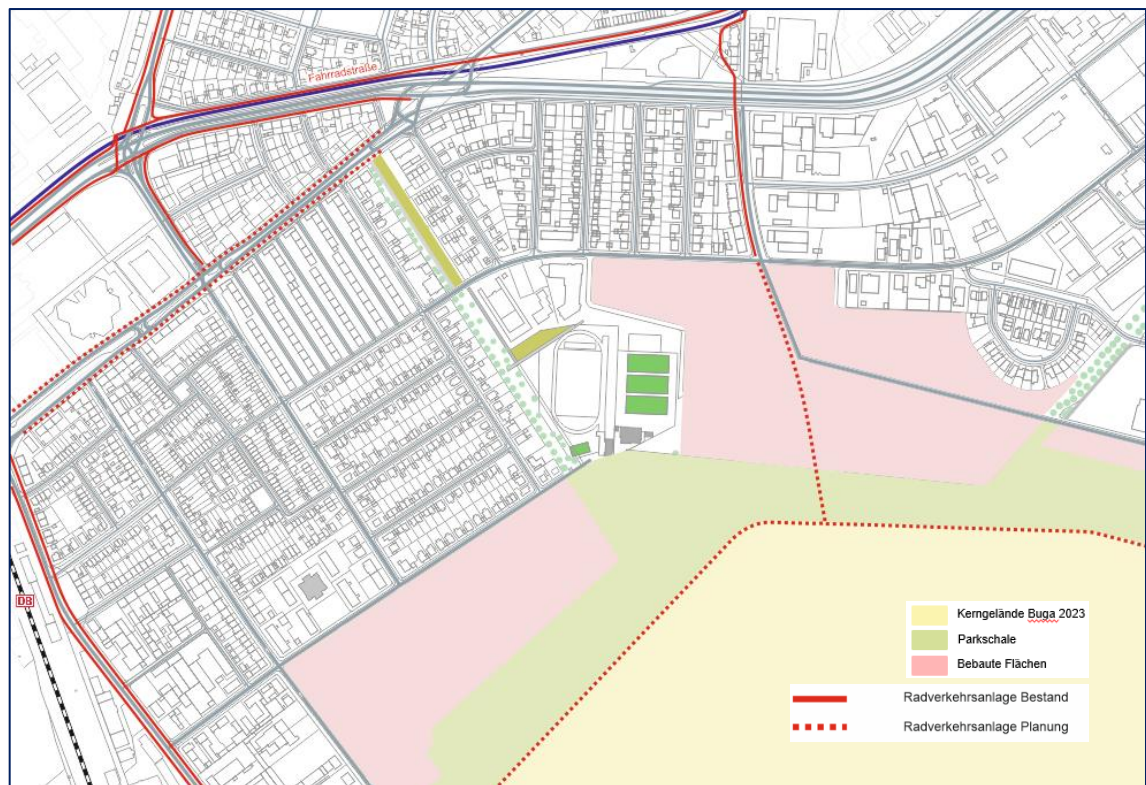 Fahrradstraße
DB
Kerngelände Buga 2023
Parkschale
Bebaute Flächen
Radverkehrsanlage Bestand
Radverkehrsanlage Planung